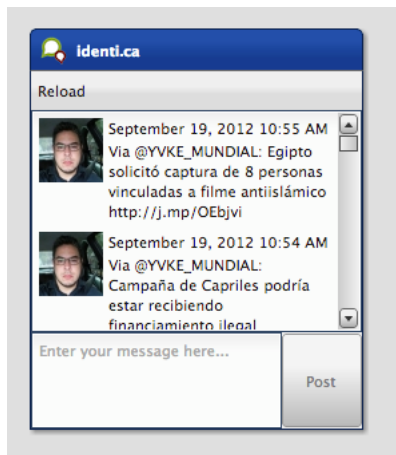 identi.ca
Reload
September 19, 2012 10:55 AM
Via @YVKE_MUNDIAL: Egipto
solicitó captura de 8 personas
vinculadas a filme antiislámico
http://j.mp/OEbjvi
September 19, 2012 10:54 AM
Via @YVKE_MUNDIAL:
Campaña de Capriles podría
estar recibiendo
financiamiento ilegal
Enter your message here...
Post